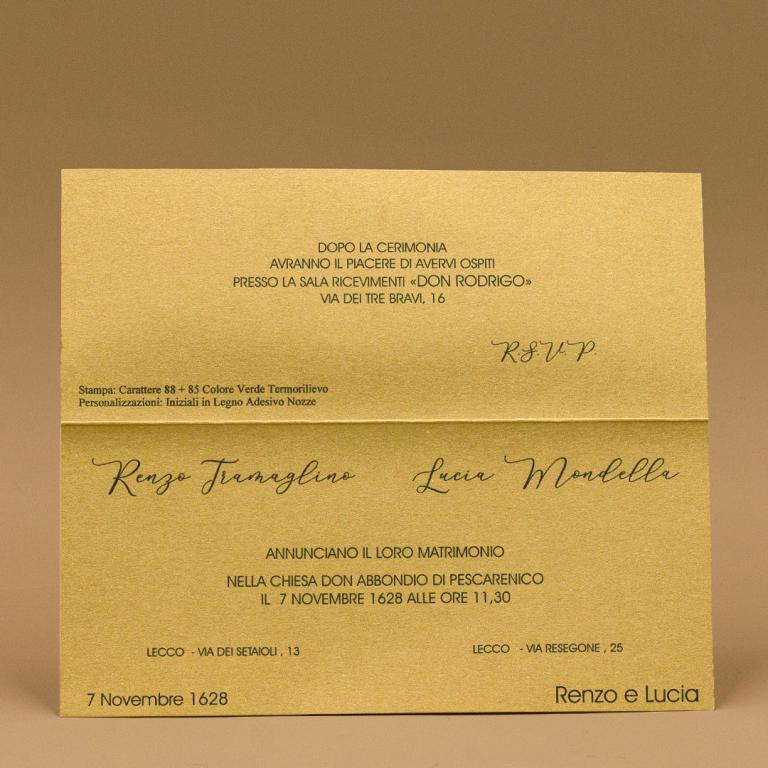 DOPO LA CERIMONIA
AVRANNO IL PIACERE DI AVERVI OSPITI
PRESSO LA SALA RICEVIMENTI «DON RODRIGO»
VIA DEI TRE BRAVI, 16
R.S.V.P.
Stampa: Carattere 88 + 85 Colore Verde Termorilievo
Personalizzazioni: Iniziali in Legno Adesivo Nozze
Renzo Tramaglino Lucia Mondella
ANNUNCIANO IL LORO MATRIMONIO
NELLA CHIESA DON ABBONDIO DI PESCARENICO
IL 7 NOVEMBRE 1628 ALLE ORE 11,30
LECCO - VIA DEI SETAIOLI , 13 LECCO - VIA RESEGONE , 25
7 Novembre 1628 Renzo e Lucia